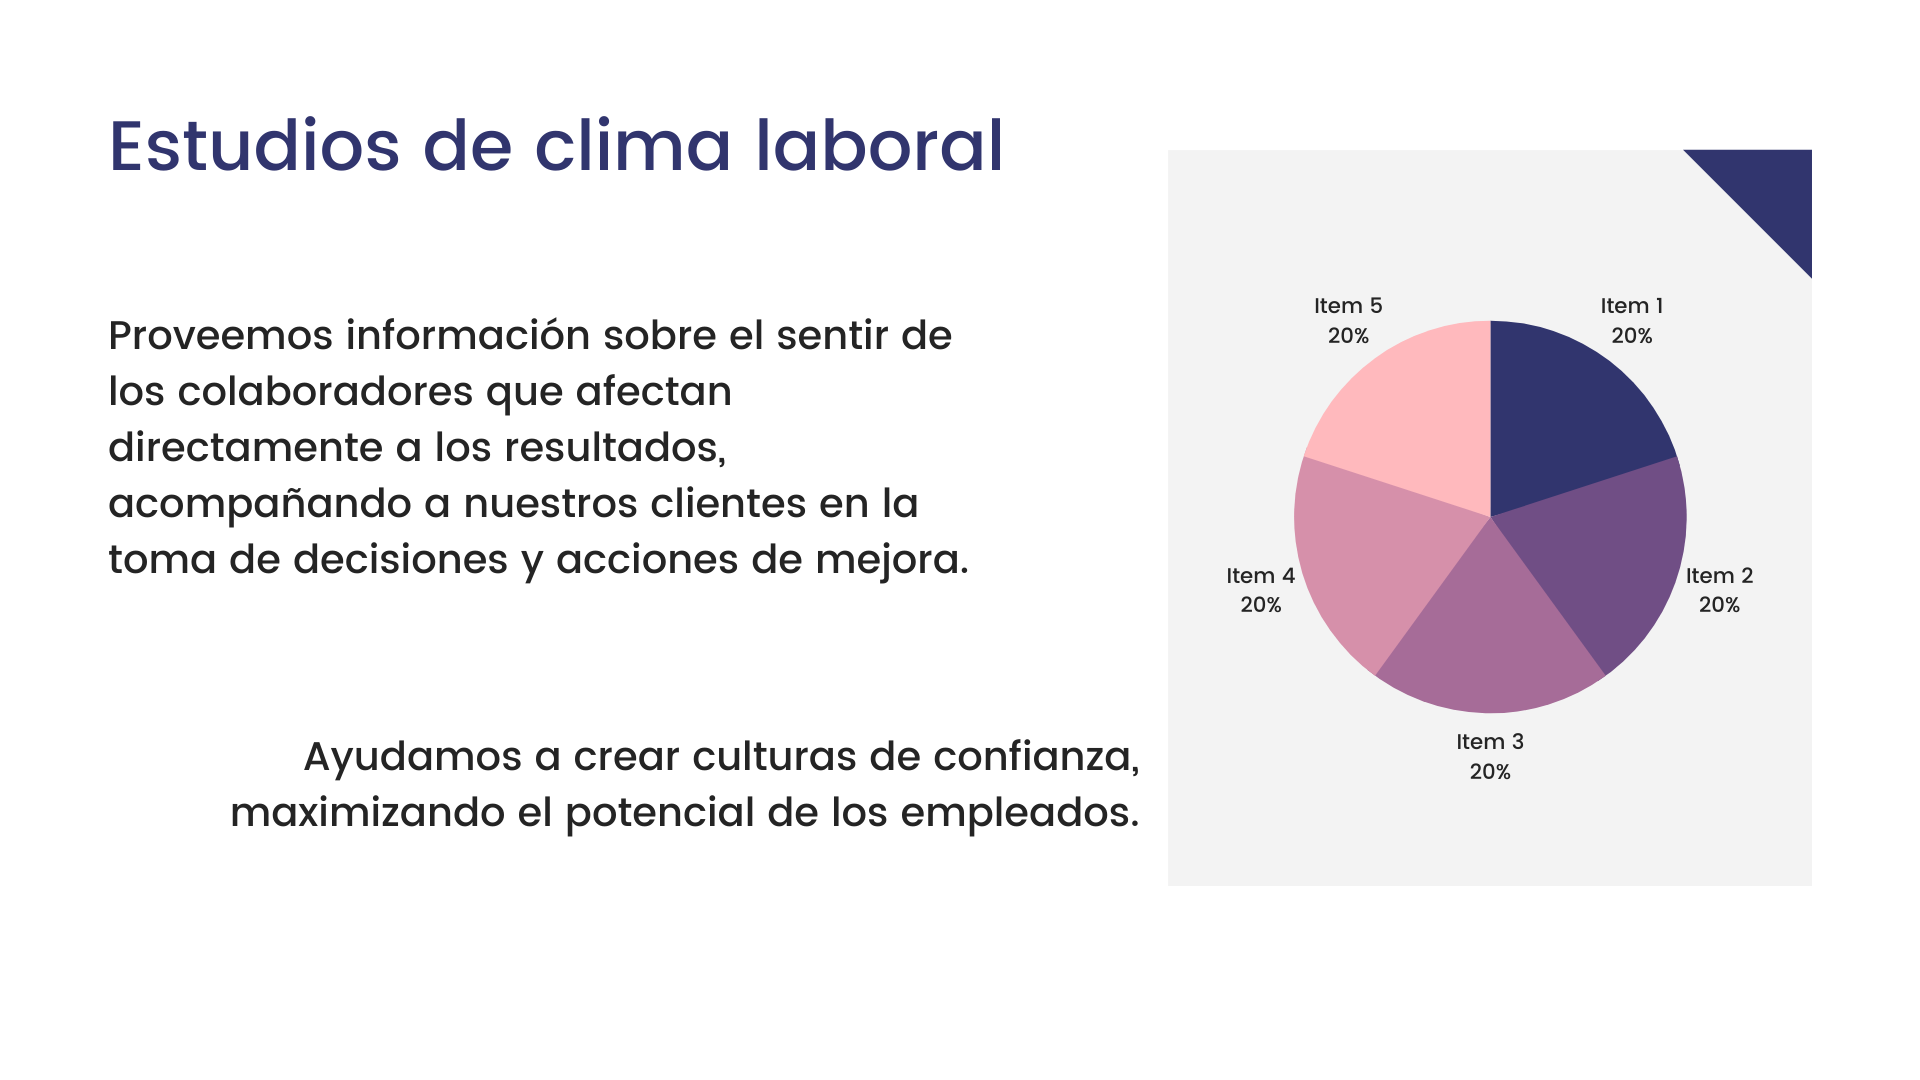 Estudios de clima laboral
Proveemos información sobre el sentir de
los colaboradores que afectan
directamente a los resultados,
acompañando a nuestros clientes en la
toma de decisiones y acciones de mejora.
Ayudamos a crear culturas de confianza,
maximizando el potencial de los empleados.
Item 5
20%
Item 1
20%
Item 4
20%
Item 2
20%
Item 3
20%